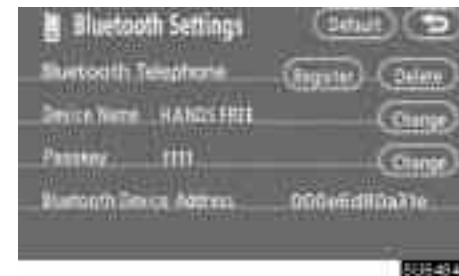 Bluetooth Settings Default
Bluetooth Telephone Register Delete
Device Name HANDS FREE Change
Passkey 1111 Change
Bluetooth Device Address